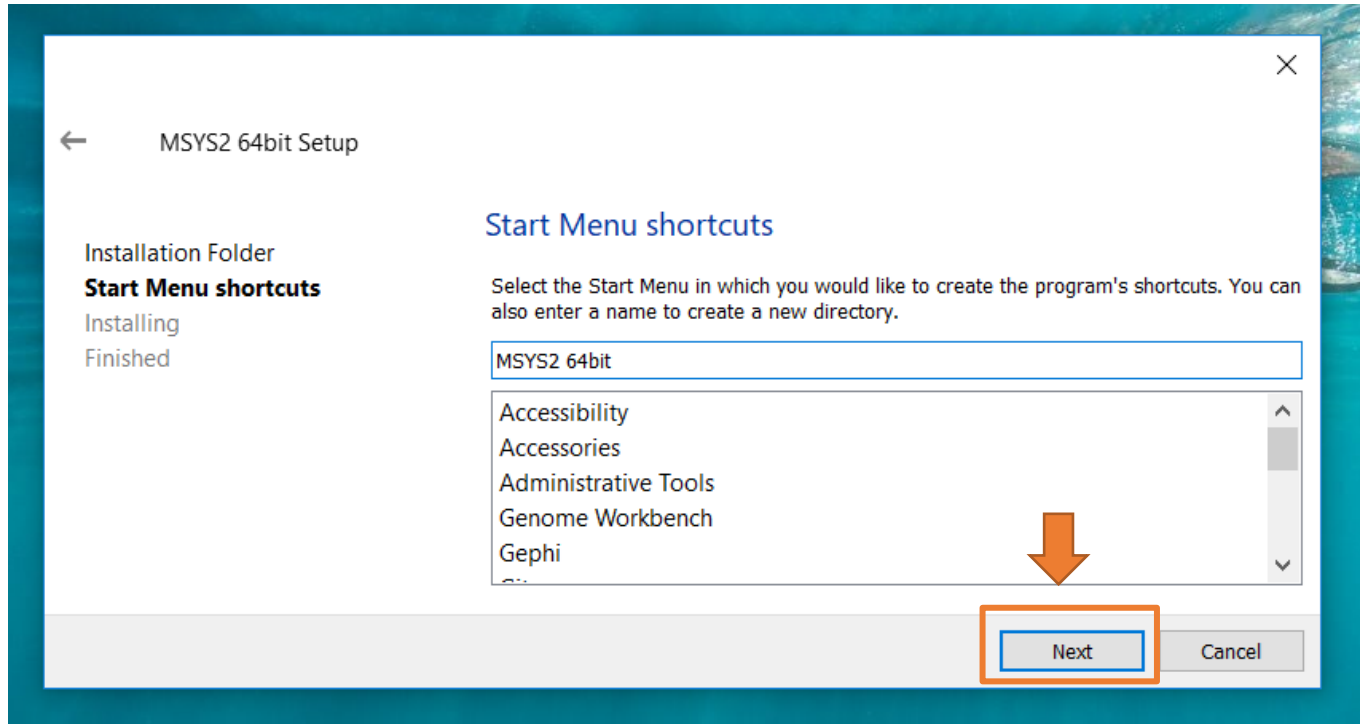 MSYS2 64bit Setup
Installation Folder
Start Menu shortcuts
Installing
Finished
Start Menu shortcuts
Select the Start Menu in which you would like to create the program's shortcuts. You can
also enter a name to create a new directory.
MSYS2 64bit
Accessibility
Accessories
Administrative Tools
Genome Workbench
Gephi
Next
Cancel